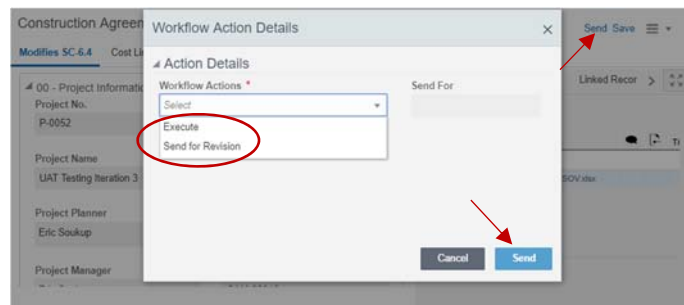 Construction Agreen
Send Save
Modifies SC-6.4 Cost Li
Workflow Action Details
Action Details
Workflow Actions *
Send For
Select
Execute
Send for Revision
Cancel Send
00 - Project Informatic
Project No.
P-0052
Project Name
UAT Testing Iteration 3
Project Planner
Eric Soukup
Project Manager
Linked Recor
SOV.xlsx